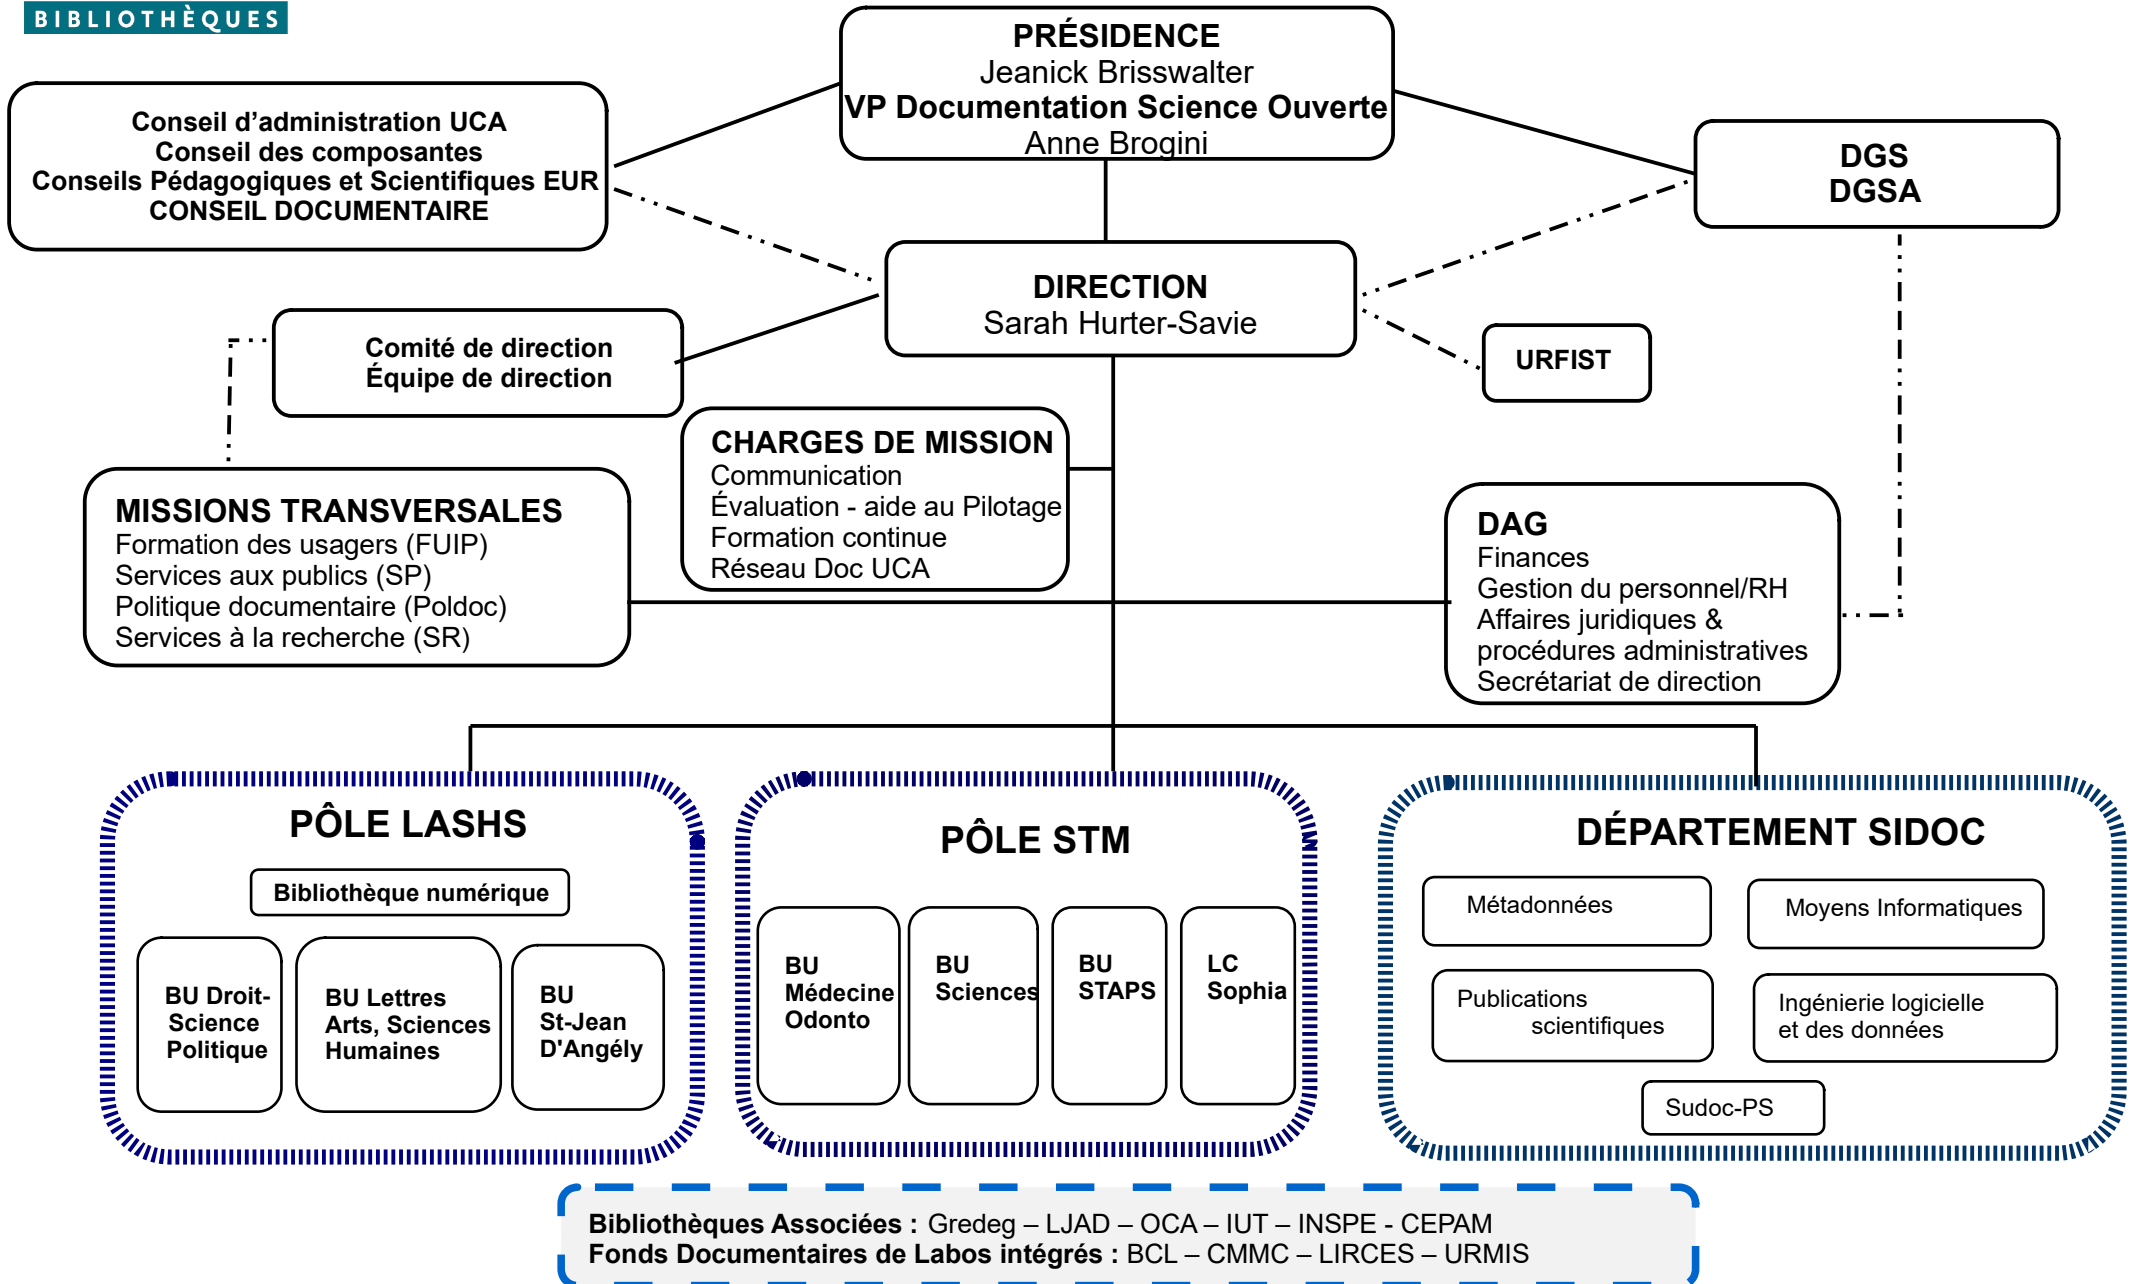 BIBLIOTHÈQUES
PRÉSIDENCE
Jeanick Brisswalter
VP Documentation Science Ouverte
Anne Brogini
Conseil d’administration UCA
Conseil des composantes
Conseils Pédagogiques et Scientifiques EUR
CONSEIL DOCUMENTAIRE
DGS
DGSA
DIRECTION
Sarah Hurter-Savie
Comité de direction
Équipe de direction
URFIST
CHARGES DE MISSION
Communication
Évaluation - aide au Pilotage
Formation continue
Réseau Doc UCA
MISSIONS TRANSVERSALES
Formation des usagers (FUIP)
Services aux publics (SP)
Politique documentaire (Poldoc)
Services à la recherche (SR)
DAG
Finances
Gestion du personnel/RH
Affaires juridiques &
procédures administratives
Secrétariat de direction
PÔLE LASHS
Bibliothèque numérique
BU Droit-
Science
Politique
BU Lettres
Arts, Sciences
Humaines
BU
St-Jean
D'Angély
PÔLE STM
BU
Médecine
Odonto
BU
Sciences
BU
STAPS
LC
Sophia
DÉPARTEMENT SIDOC
Métadonnées
Moyens Informatiques
Publications
scientifiques
Ingénierie logicielle
et des données
Sudoc-PS
Bibliothèques Associées : Gredeg – LJAD – OCA – IUT – INSPE - CEPAM
Fonds Documentaires de Labos intégrés : BCL – CMMC – LIRCES – URMIS